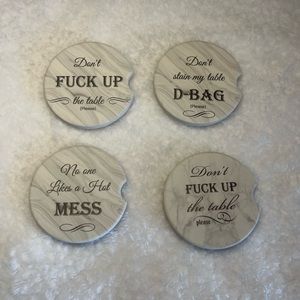 Don't
FUCK UP
the table
(Please)
Don't
stain my table
D-BAG
(Please)
No one
Likes a Hot
MESS
Don't
FUCK UP
the table
please